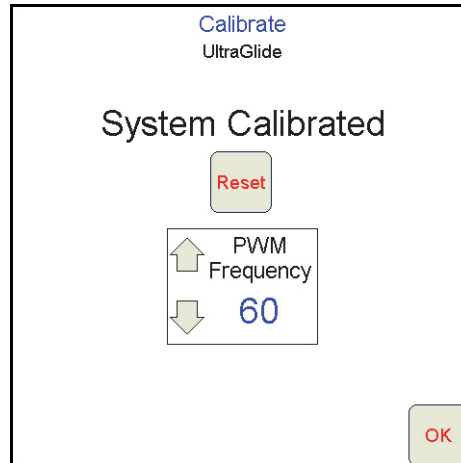 Calibrate
UltraGlide
System Calibrated
Reset
PWM
Frequency
60
OK